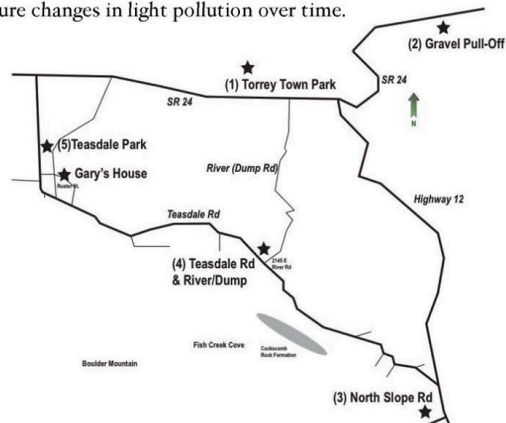 ure changes in light pollution over time.
(2) Gravel Pull-Off
(1) Torrey Town Park
SR 24
SR 24
N
(5)Teasdale Park
Gary's House
River (Dump Rd)
Highway 12
Teasdale Rd
(4) Teasdale Rd
& River/Dump
2145 E
River Rd
Fish Creek Cove
Cockscomb
Rock Formation
Boulder Mountain
(3) North Slope Rd